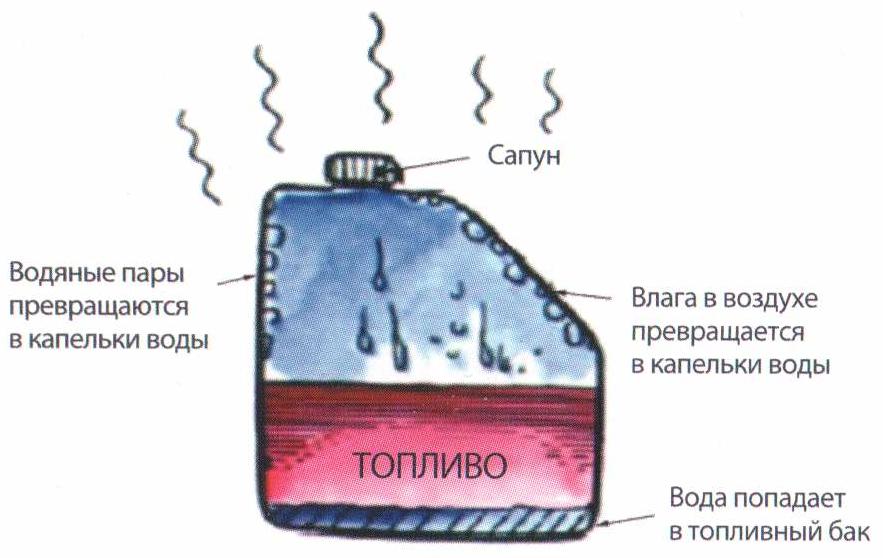 Сапун
Водяные пары
превращаются
в капельки воды
Влага в воздухе
превращается
в капельки воды
ТОПЛИВО
Вода попадает
в топливный бак